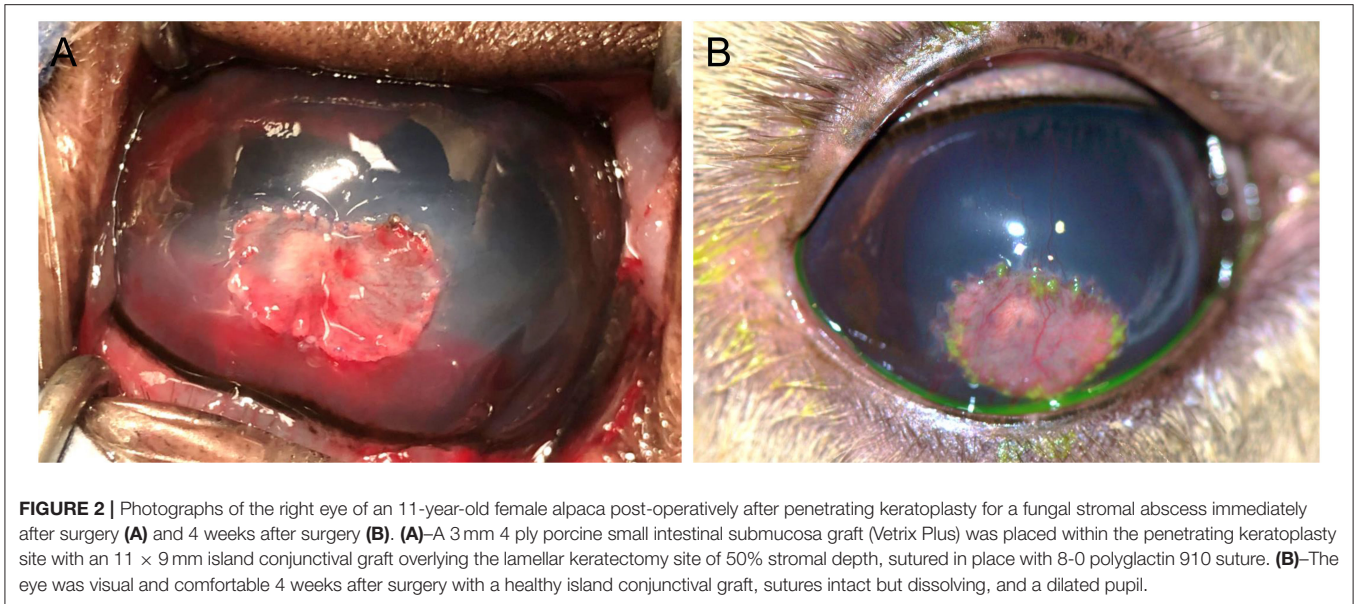 A
B
FIGURE 2 | Photographs of the right eye of an 11-year-old female alpaca post-operatively after penetrating keratoplasty for a fungal stromal abscess immediately
after surgery (A) and 4 weeks after surgery (B). (A)–A 3 mm 4 ply porcine small intestinal submucosa graft (Vetrix Plus) was placed within the penetrating keratoplasty
site with an 11 × 9 mm island conjunctival graft overlying the lamellar keratectomy site of 50% stromal depth, sutured in place with 8-0 polyglactin 910 suture. (B)–The
eye was visual and comfortable 4 weeks after surgery with a healthy island conjunctival graft, sutures intact but dissolving, and a dilated pupil.